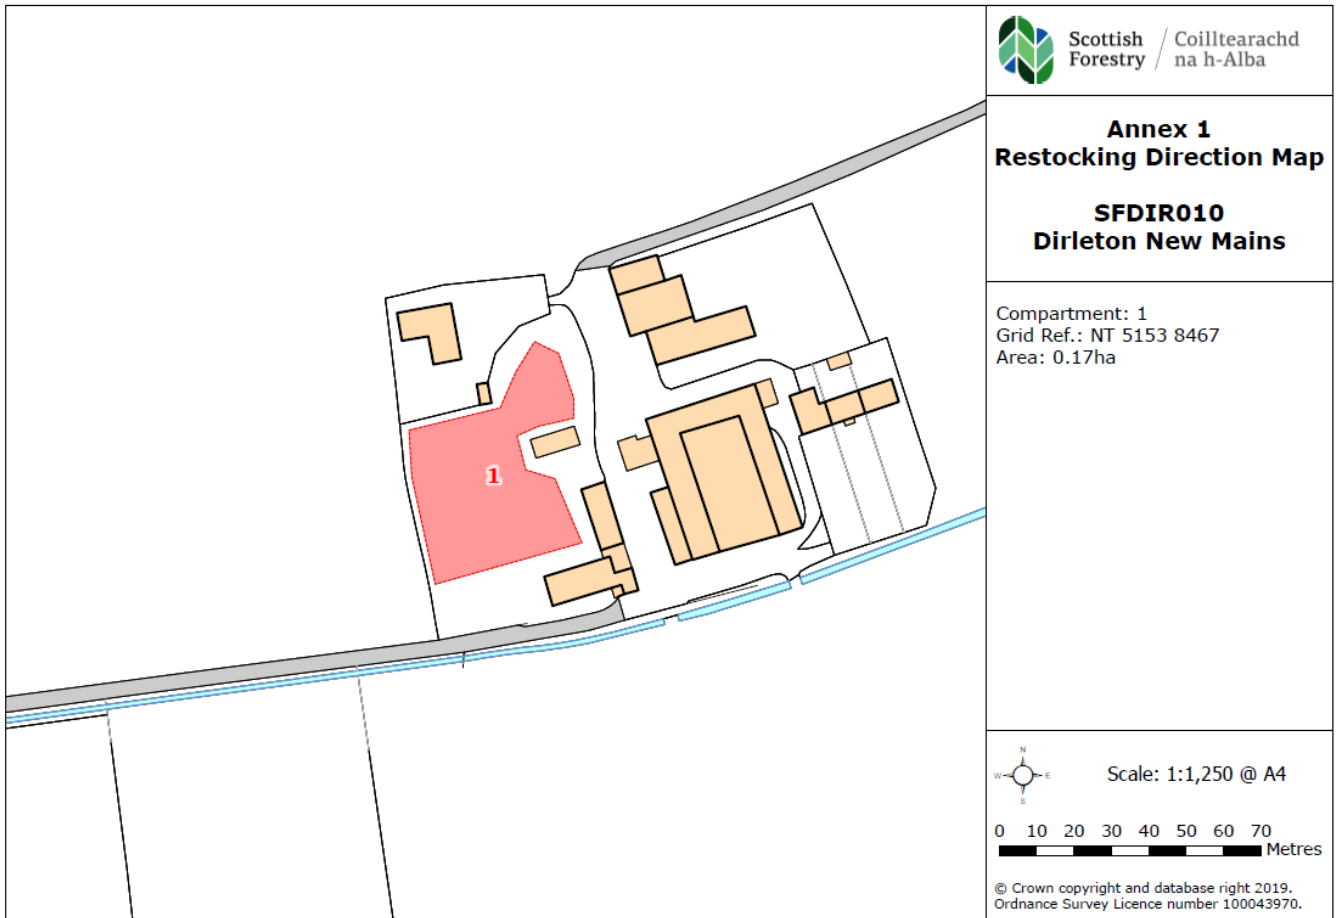 Scottish
Forestry
Coilltearachd
na h-Alba
Annex 1
Restocking Direction Map
SFDIR010
Dirleton New Mains
Compartment: 1
Grid Ref.: NT 5153 8467
Area: 0.17ha
1
N
W E
S
Scale: 1:1,250 @ A4
0 10 20 30 40 50 60 70
Metres
© Crown copyright and database right 2019.
Ordnance Survey Licence number 100043970.